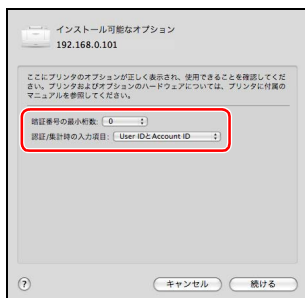 インストール可能なオプション
192.168.0.101
ここにプリンタのオプションが正しく表示され、使用できることを確認してくだ
さい。プリンタおよびオプションのハードウェアについては、プリンタに付属の
マニュアルを参照してください。
暗証番号の最小桁数: 0
認証/集計時の入力項目: User IDとAccount ID
? キャンセル 続ける